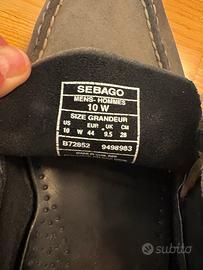 SEBAGO
MENS- HOMMES
10 W
SIZE GRANDEUR
US EUR UK CM
10 W 44 9.5 28
B72852 9498983
subito